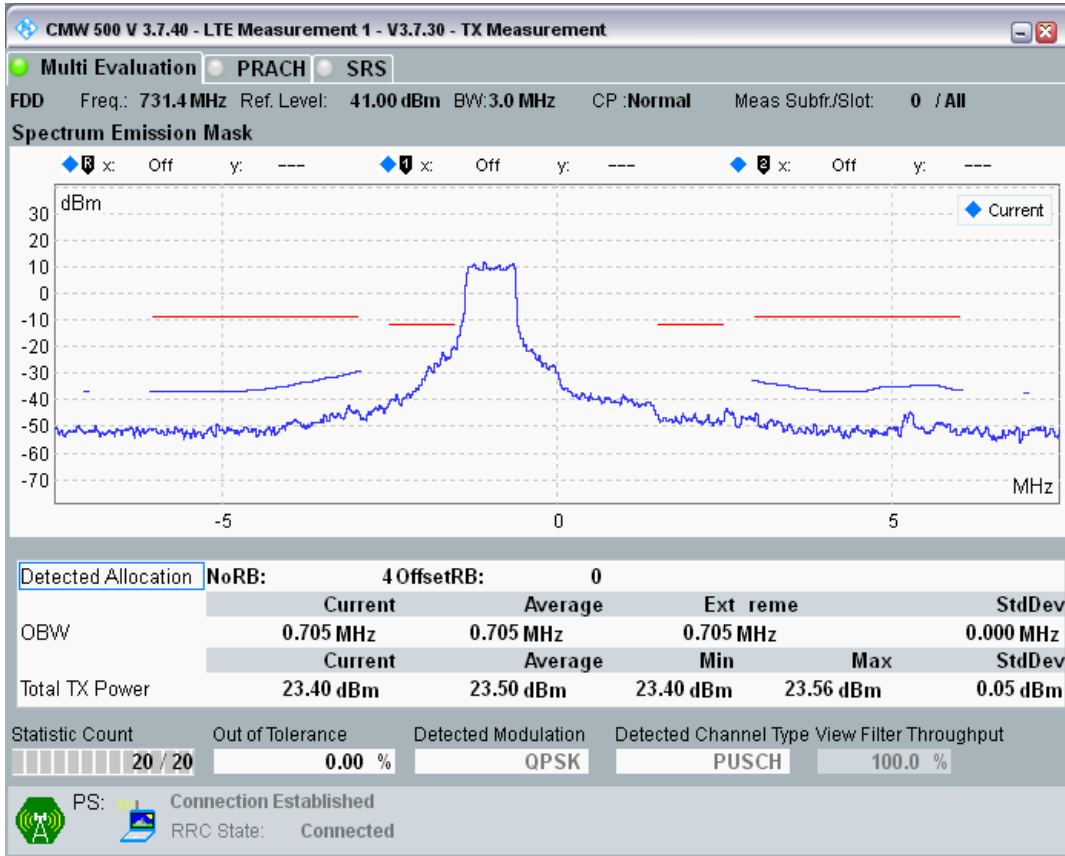 CMW 500 V 3.7.40 - LTE Measurement 1 - V3.7.30 - TX Measurement
Multi Evaluation PRACH SRS
FDD Freq.: 731.4 MHz Ref. Level: 41.00 dBm BW: 3.0 MHz CP : Normal Meas Subfr./Slot: 0 / All
Spectrum Emission Mask
R x: Off y: --- 1 x: Off y: --- 2 x: Off y: ---
dBm
Current
30
20
10
0
-10
-20
-30
-40
-50
-60
-70
MHz
-5 0 5
Detected Allocation NoRB: 4 OffsetRB: 0
Current Average Ext reme StdDev
OBW 0.705 MHz 0.705 MHz 0.705 MHz 0.000 MHz
Current Average Min Max StdDev
Total TX Power 23.40 dBm 23.50 dBm 23.40 dBm 23.56 dBm 0.05 dBm
Statistic Count Out of Tolerance Detected Modulation Detected Channel Type View Filter Throughput
20 / 20 0.00 % QPSK PUSCH 100.0 %
PS: Connection Established
RRC State: Connected